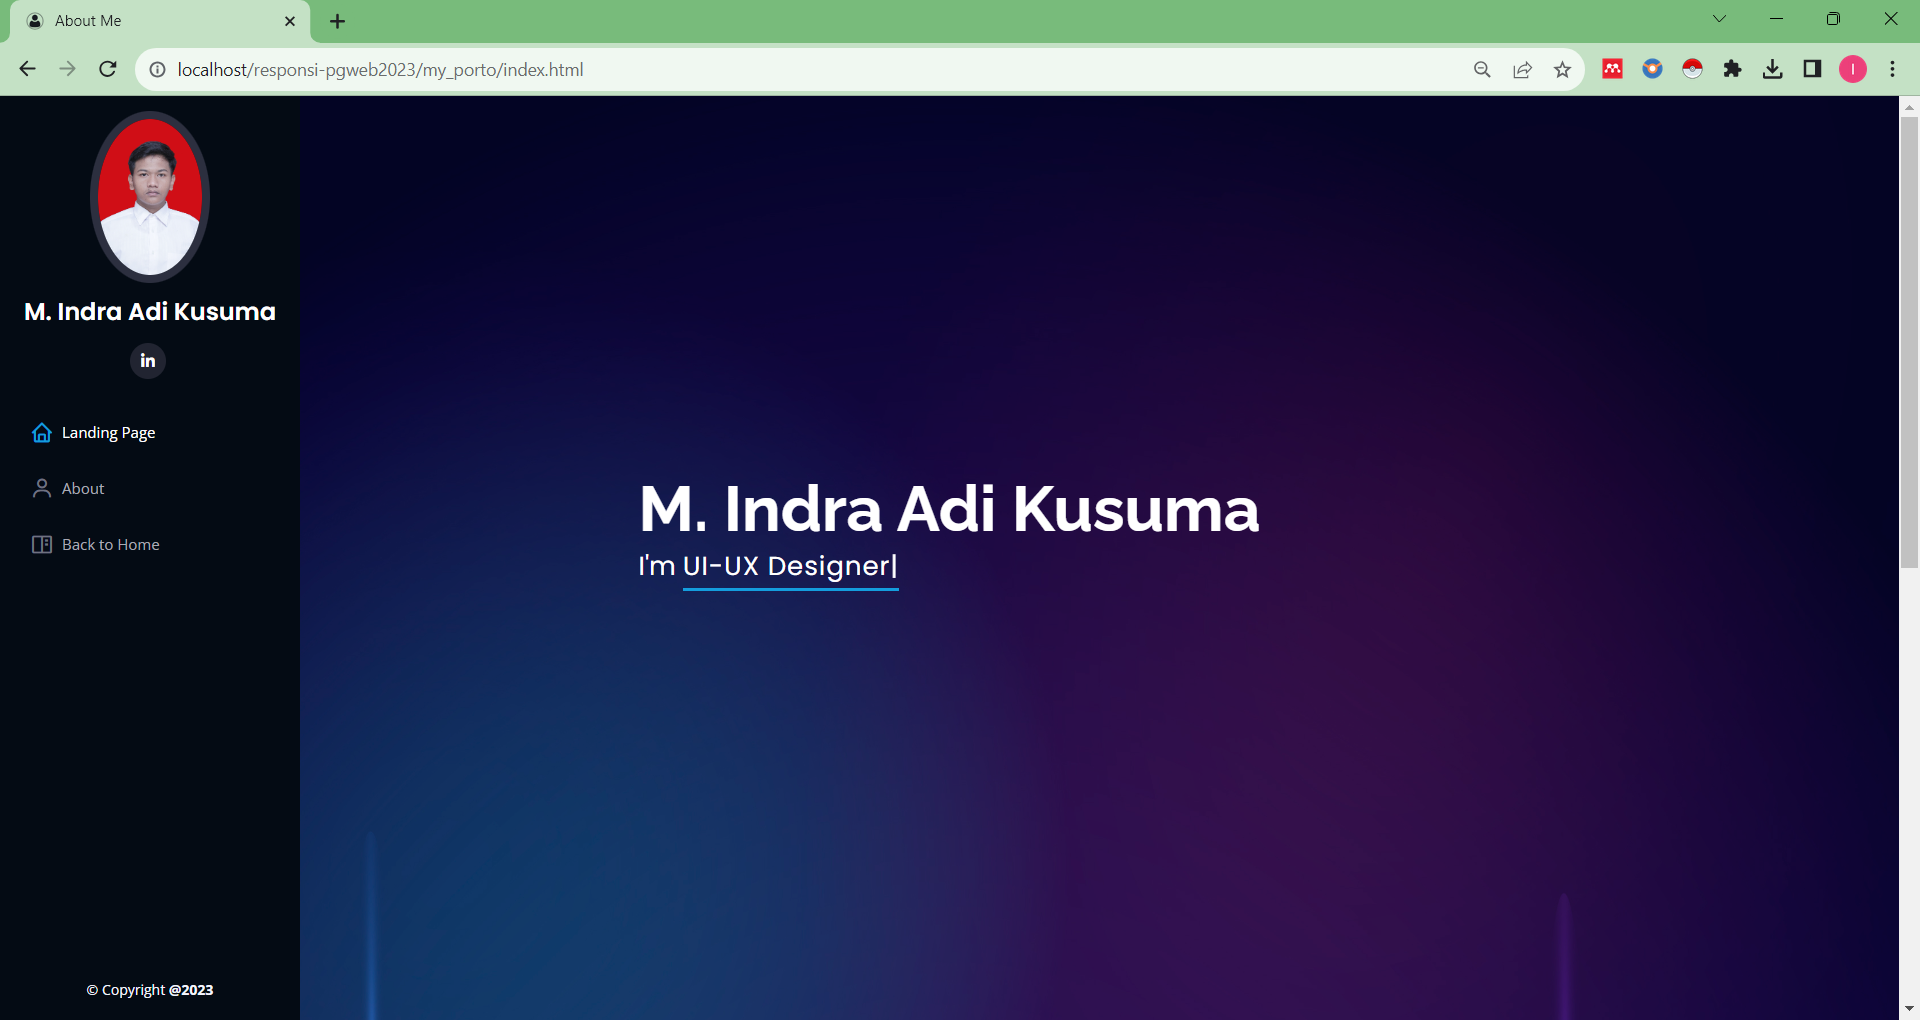 About Me
localhost/responsi-pgweb2023/my_porto/index.html
I
M. Indra Adi Kusuma
in
Landing Page
About
Back to Home
© Copyright @2023
M. Indra Adi Kusuma
I'm UI-UX Designer|